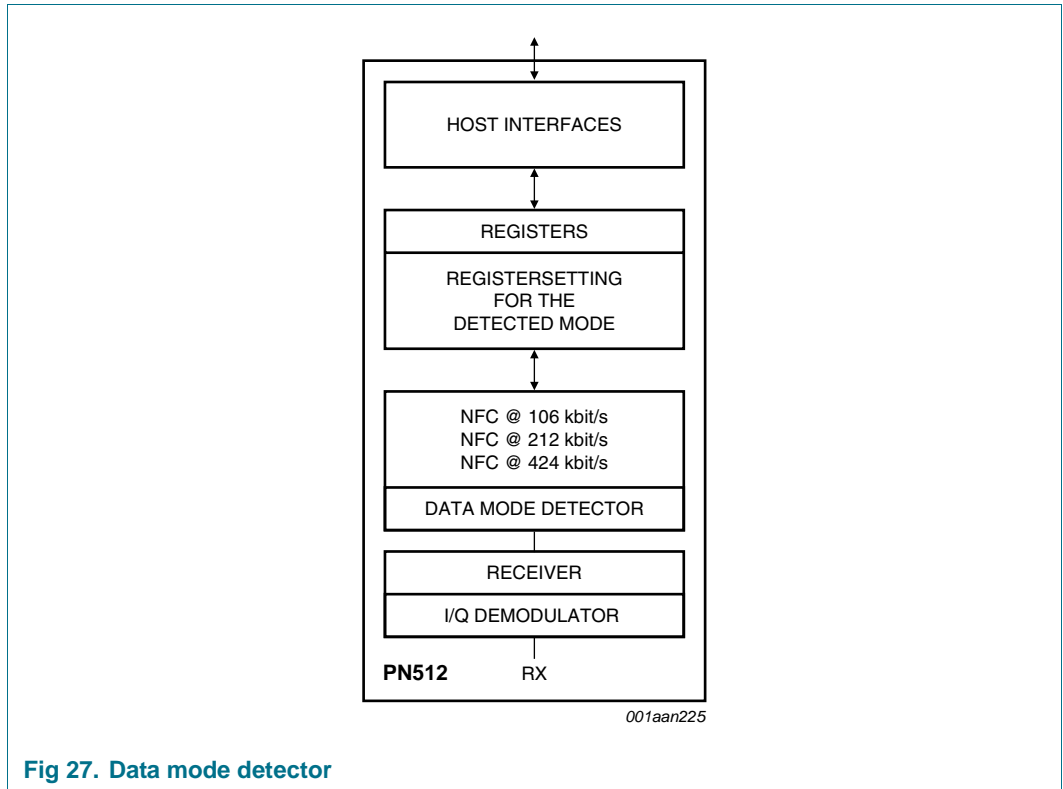 HOST INTERFACES
REGISTERS
REGISTERSETTING
FOR THE
DETECTED MODE
NFC @ 106 kbit/s
NFC @ 212 kbit/s
NFC @ 424 kbit/s
DATA MODE DETECTOR
RECEIVER
I/Q DEMODULATOR
PN512 RX
001aan225
Fig 27. Data mode detector